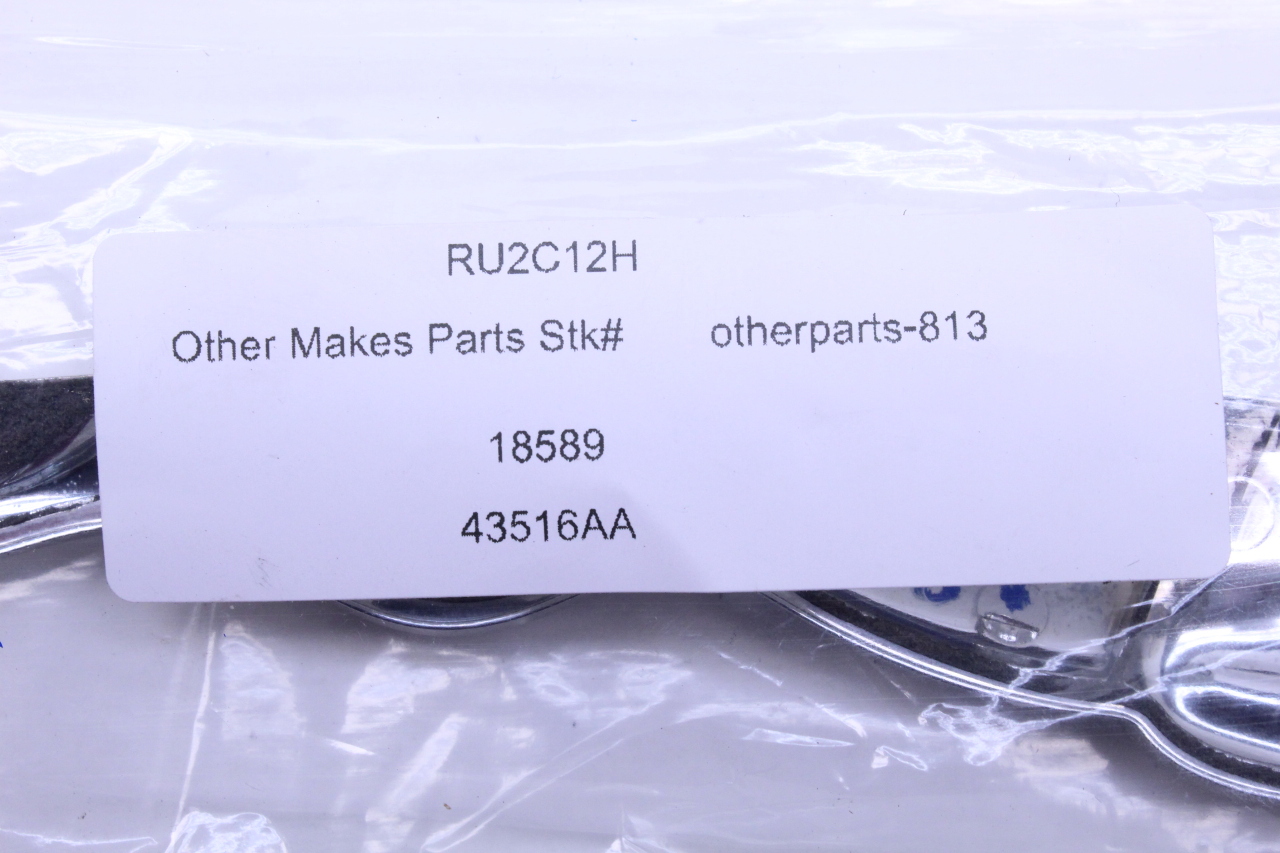 RU2C12H
Other Makes Parts Stk# otherparts-813
18589
43516AA